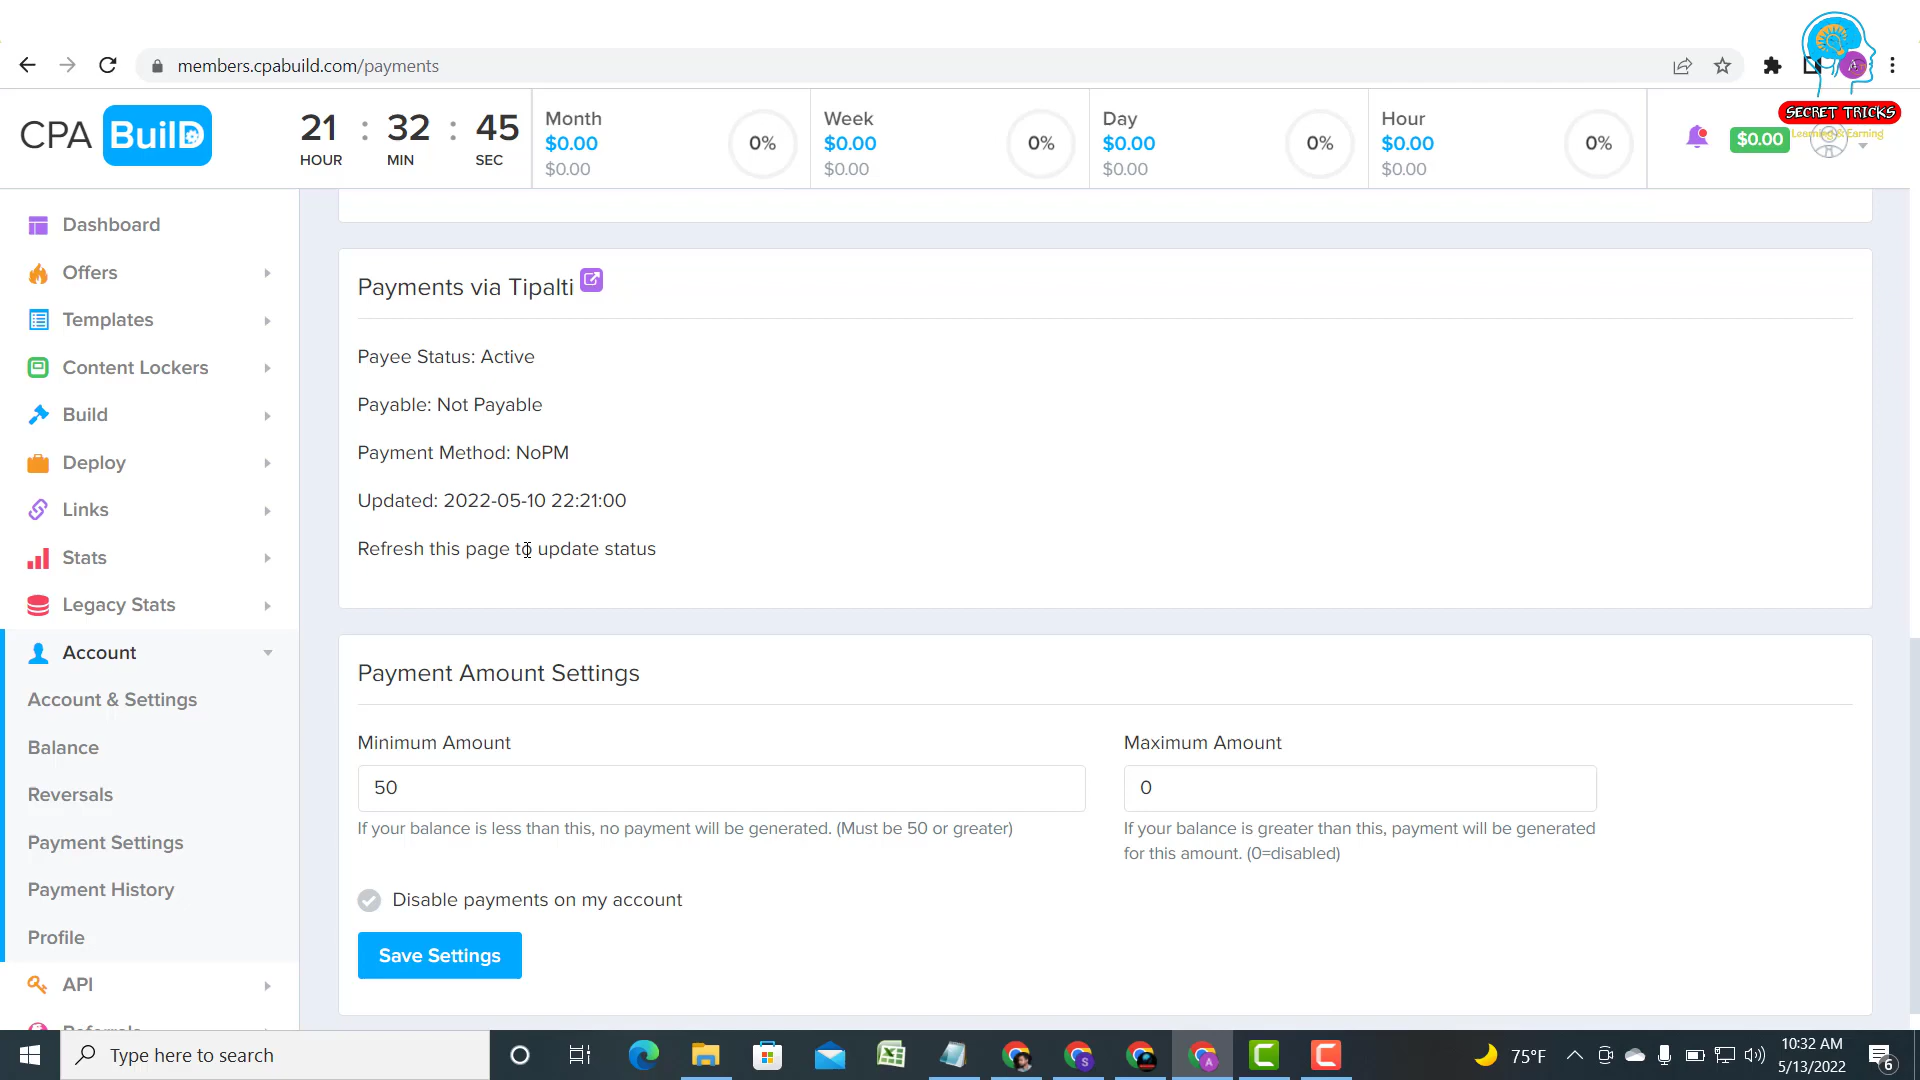 members.cpabuild.com/payments
SECRET TRICKS
Learning & Earning
CPA BuilD
21 : 32 : 45
HOUR MIN SEC
Month
$0.00
$0.00
0%
Week
$0.00
$0.00
0%
Day
$0.00
$0.00
0%
Hour
$0.00
$0.00
0%
$0.00
Dashboard
Offers
Templates
Content Lockers
Build
Deploy
Links
Stats
Legacy Stats
Account
Account & Settings
Balance
Reversals
Payment Settings
Payment History
Profile
API
Payments via Tipalti
Payee Status: Active
Payable: Not Payable
Payment Method: NoPM
Updated: 2022-05-10 22:21:00
Refresh this page to update status
Payment Amount Settings
Minimum Amount
50
If your balance is less than this, no payment will be generated. (Must be 50 or greater)
Maximum Amount
0
If your balance is greater than this, payment will be generated
for this amount. (0=disabled)
Disable payments on my account
Save Settings
Type here to search
75°F
10:32 AM
5/13/2022
6